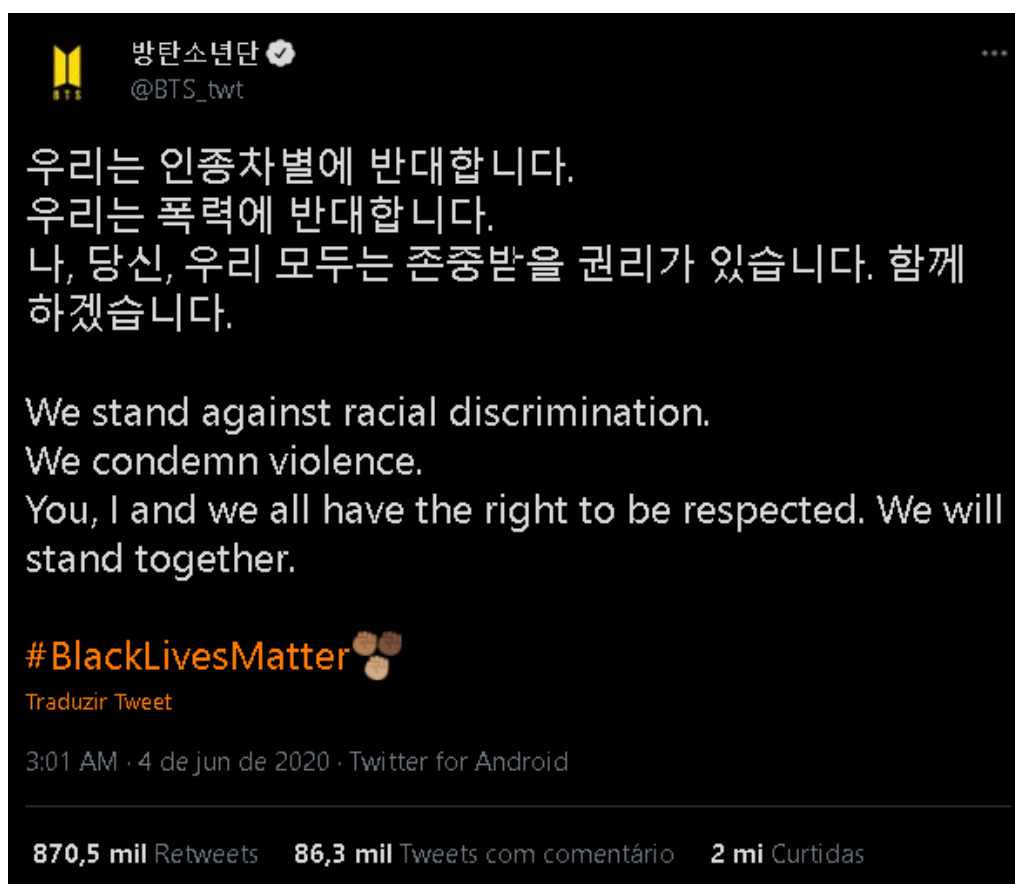 방탄소년단
BTS
@BTS_twt
우리는 인종차별에 반대합니다.
우리는 폭력에 반대합니다.
나, 당신, 우리 모두는 존중받을 권리가 있습니다. 함께
하겠습니다.
We stand against racial discrimination.
We condemn violence.
You, I and we all have the right to be respected. We will
stand together.
#BlackLivesMatter
Traduzir Tweet
3:01 AM · 4 de jun de 2020 · Twitter for Android
870,5 mil Retweets 86,3 mil Tweets com comentário 2 mi Curtidas